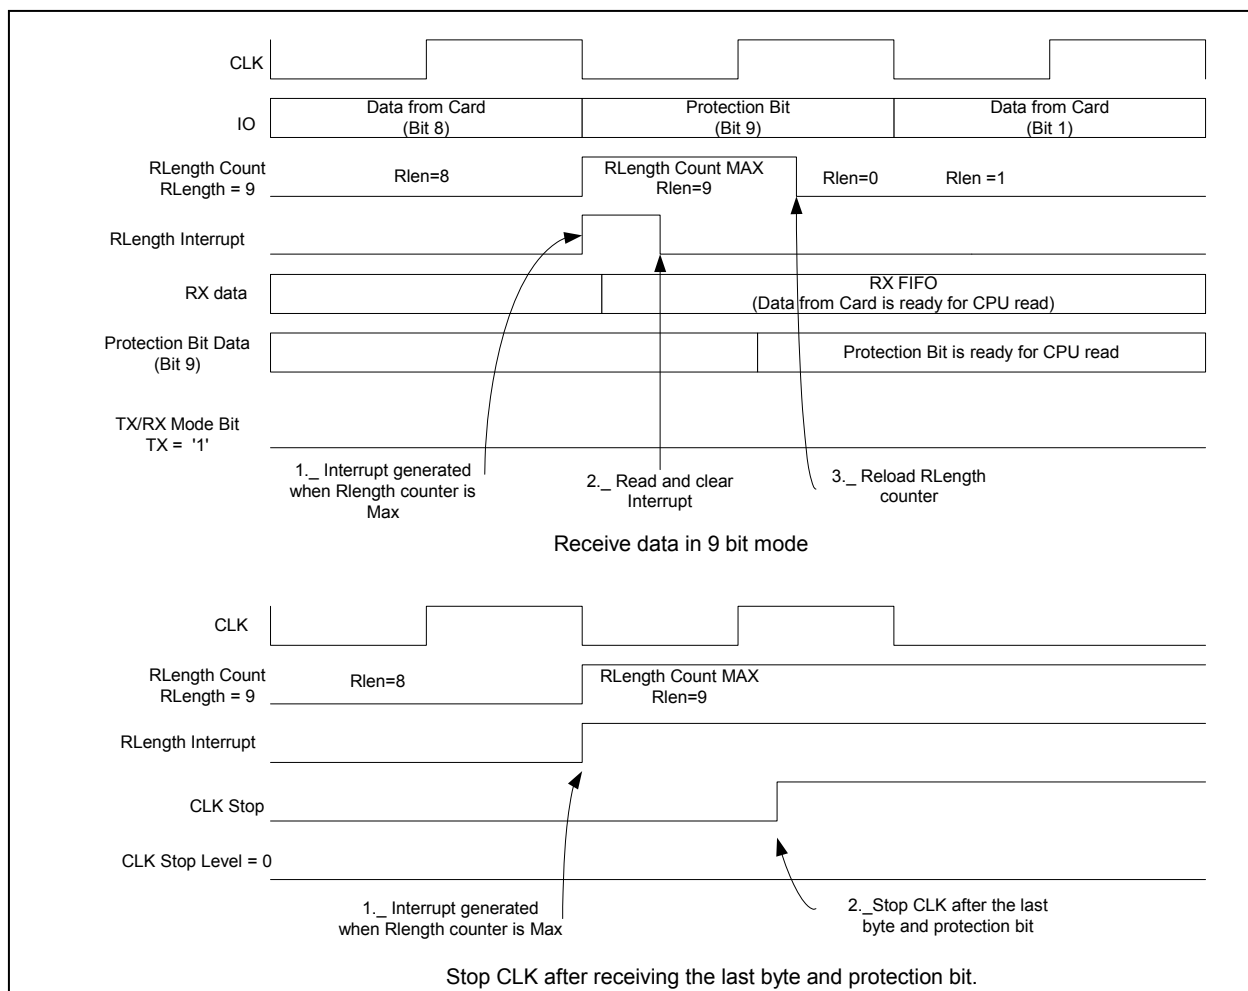 CLK
IO
Data from Card
(Bit 8)
Protection Bit
(Bit 9)
Data from Card
(Bit 1)
RLength Count
RLength = 9
Rlen=8
RLength Count MAX
Rlen=9
Rlen=0
Rlen =1
RLength Interrupt
RX data
RX FIFO
(Data from Card is ready for CPU read)
Protection Bit Data
(Bit 9)
Protection Bit is ready for CPU read
TX/RX Mode Bit
TX = '1'
1._ Interrupt generated
when Rlength counter is
Max
2._ Read and clear
Interrupt
3._ Reload RLength
counter
Receive data in 9 bit mode
CLK
RLength Count
RLength = 9
Rlen=8
RLength Count MAX
Rlen=9
RLength Interrupt
CLK Stop
CLK Stop Level = 0
1._ Interrupt generated
when Rlength counter is Max
2._Stop CLK after the last
byte and protection bit
Stop CLK after receiving the last byte and protection bit.